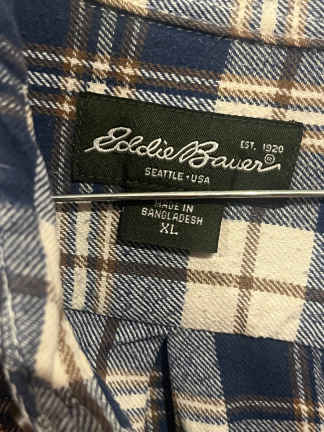 Eddie Bauer®
EST. 1920
SEATTLE • USA
MADE IN
BANGLADESH
XL